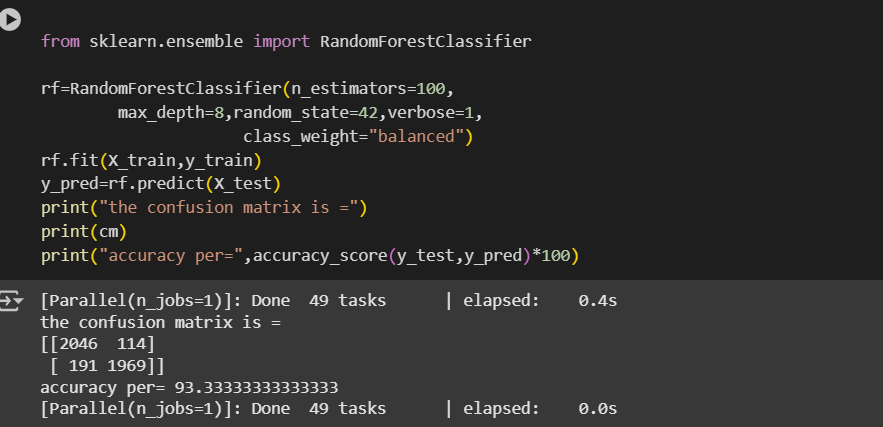 from sklearn.ensemble import RandomForestClassifier
rf=RandomForestClassifier(n_estimators=100,
max_depth=8,random_state=42,verbose=1,
class_weight="balanced")
rf.fit(X_train,y_train)
y_pred=rf.predict(X_test)
print("the confusion matrix is =")
print(cm)
print("accuracy per=",accuracy_score(y_test,y_pred)*100)
[Parallel(n_jobs=1)]: Done  49 tasks      | elapsed:    0.4s
the confusion matrix is =
[[2046  114]
 [ 191 1969]]
accuracy per= 93.33333333333333
[Parallel(n_jobs=1)]: Done  49 tasks      | elapsed:    0.0s